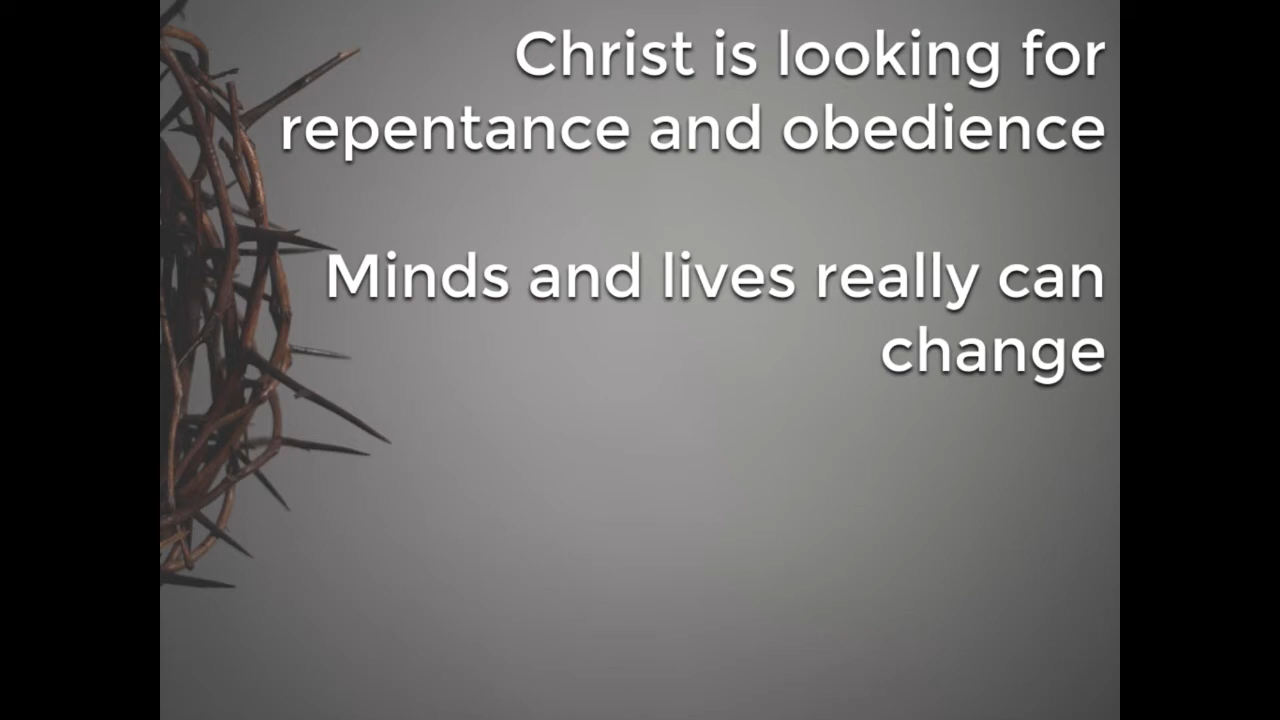 Christ is looking for
repentance and obedience
Minds and lives really can
change